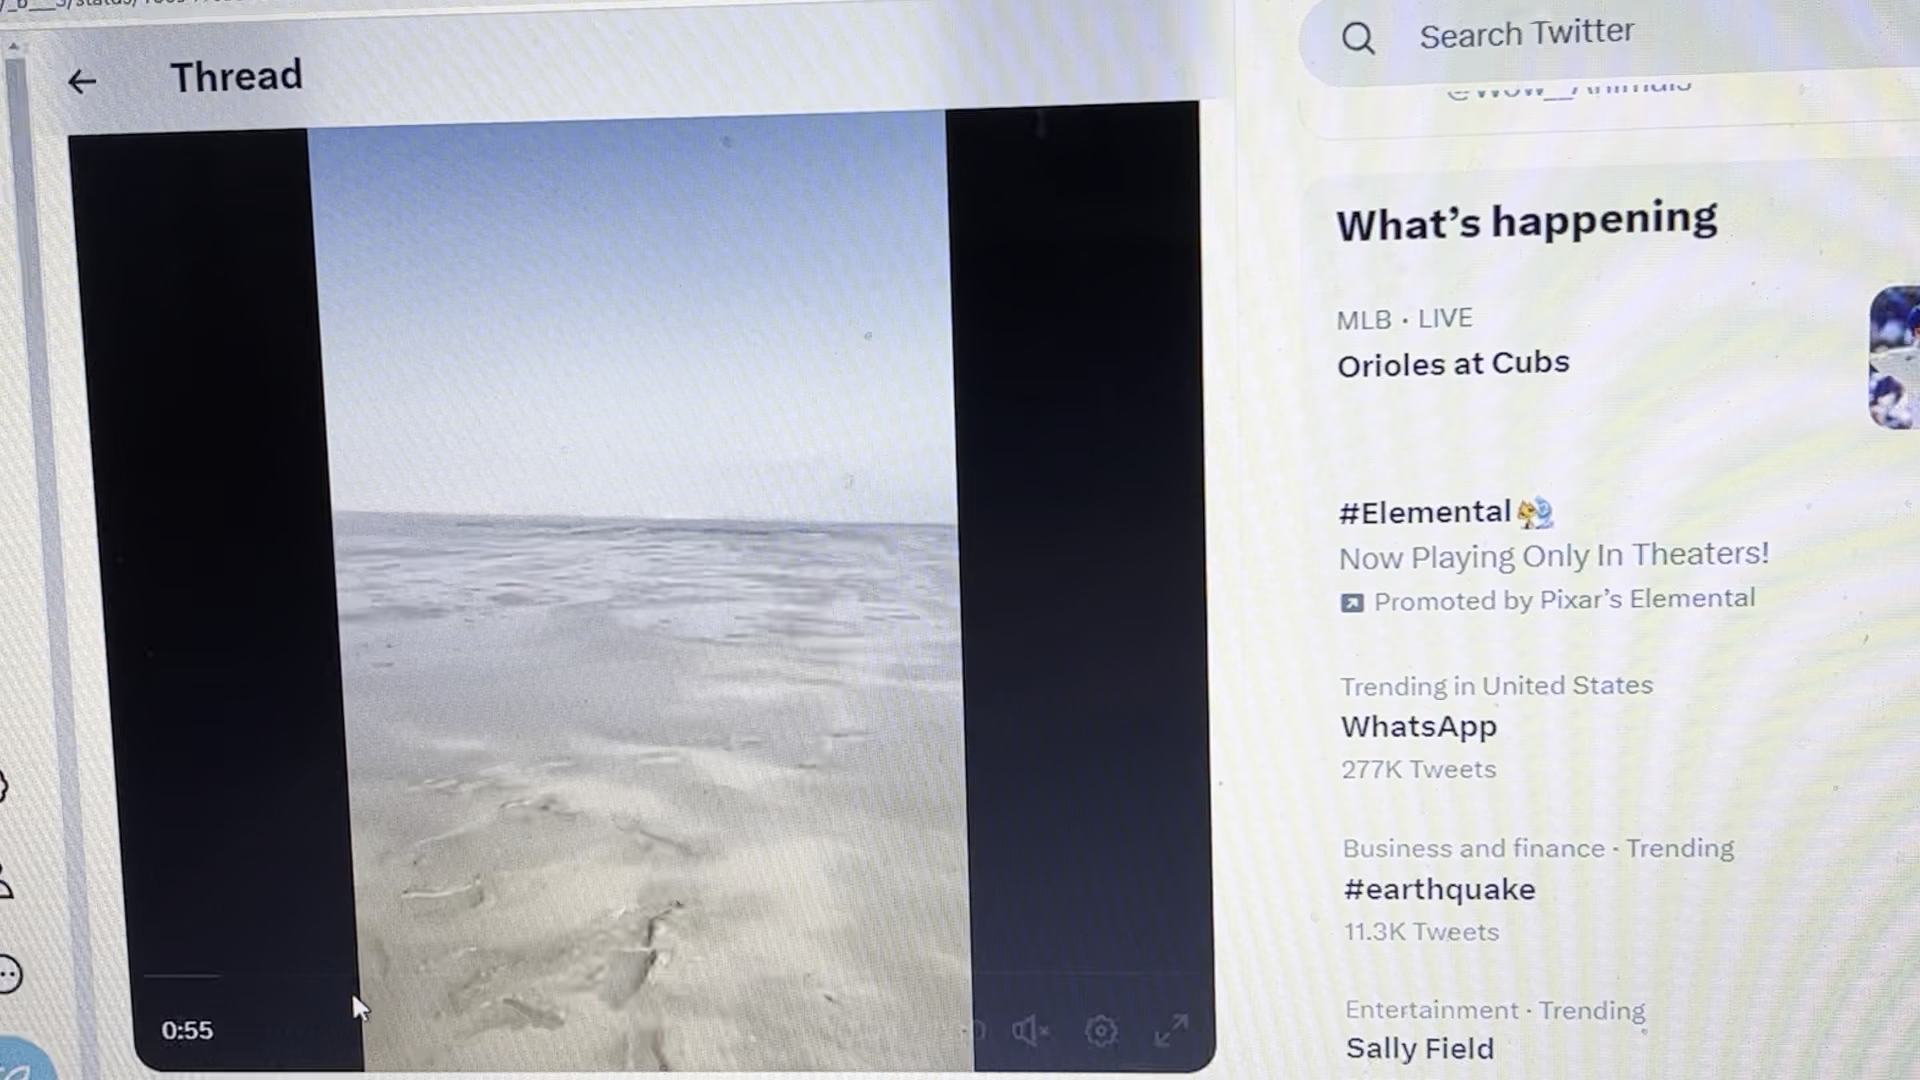 Thread
Search Twitter
What's happening
MLB · LIVE
Orioles at Cubs
#Elemental
Now Playing Only In Theaters!
Promoted by Pixar's Elemental
Trending in United States
WhatsApp
277K Tweets
Business and finance · Trending
#earthquake
11.3K Tweets
Entertainment · Trending
Sally Field
0:55